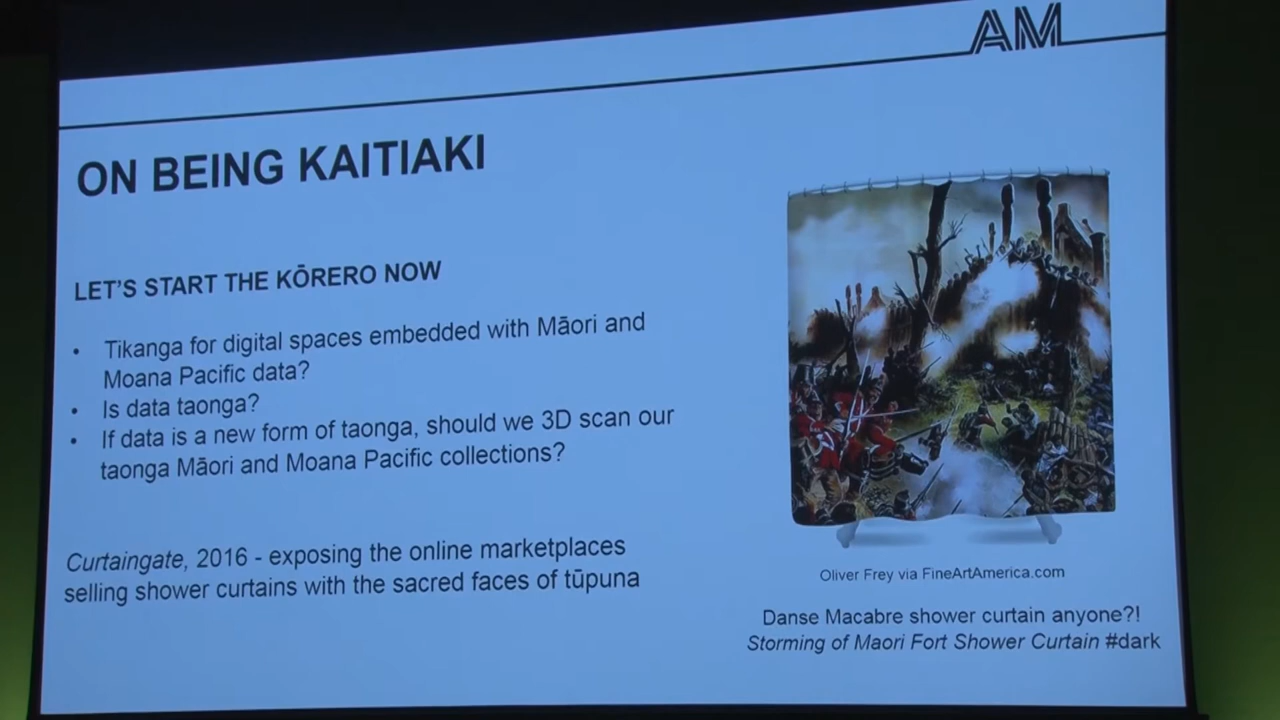 AM
ON BEING KAITIAKI
LET'S START THE KŌRERO NOW
• Tikanga for digital spaces embedded with Māori and
Moana Pacific data?
• Is data taonga?
• If data is a new form of taonga, should we 3D scan our
taonga Māori and Moana Pacific collections?
Curtaingate, 2016 - exposing the online marketplaces
selling shower curtains with the sacred faces of tūpuna
Oliver Frey via FineArtAmerica.com
Danse Macabre shower curtain anyone?!
Storming of Maori Fort Shower Curtain #dark